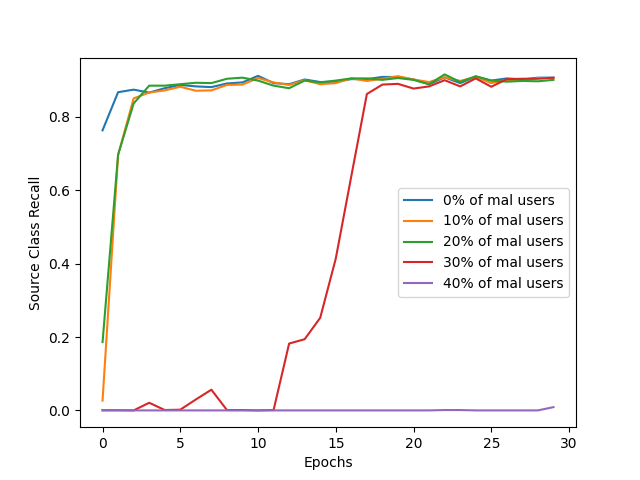 Source Class Recall
0.8
0.6
0.4
0.2
0.0
0% of mal users
10% of mal users
20% of mal users
30% of mal users
40% of mal users
0 5 10 15 20 25 30
Epochs